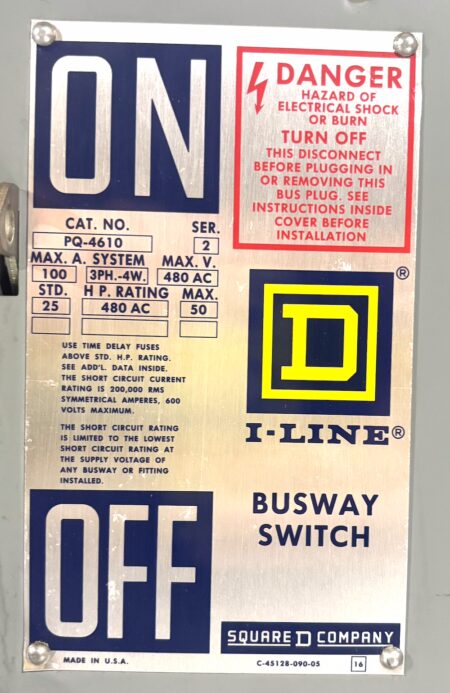 ON
CAT. NO. SER.
PQ-4610 2
MAX. A. SYSTEM MAX. V.
100 3PH.-4W. 480 AC
STD. H P. RATING MAX.
25 480 AC 50
USE TIME DELAY FUSES
ABOVE STD. H.P. RATING.
SEE ADD'L. DATA INSIDE.
THE SHORT CIRCUIT CURRENT
RATING IS 200,000 RMS
SYMMETRICAL AMPERES, 600
VOLTS MAXIMUM.
THE SHORT CIRCUIT RATING
IS LIMITED TO THE LOWEST
SHORT CIRCUIT RATING AT
THE SUPPLY VOLTAGE OF
ANY BUSWAY OR FITTING
INSTALLED.
OFF
MADE IN U.S.A.
DANGER
HAZARD OF
ELECTRICAL SHOCK
OR BURN
TURN OFF
THIS DISCONNECT
BEFORE PLUGGING IN
OR REMOVING THIS
BUS PLUG. SEE
INSTRUCTIONS INSIDE
COVER BEFORE
INSTALLATION
D ®
I-LINE®
BUSWAY
SWITCH
SQUARE D COMPANY
C-45128-090-05 16